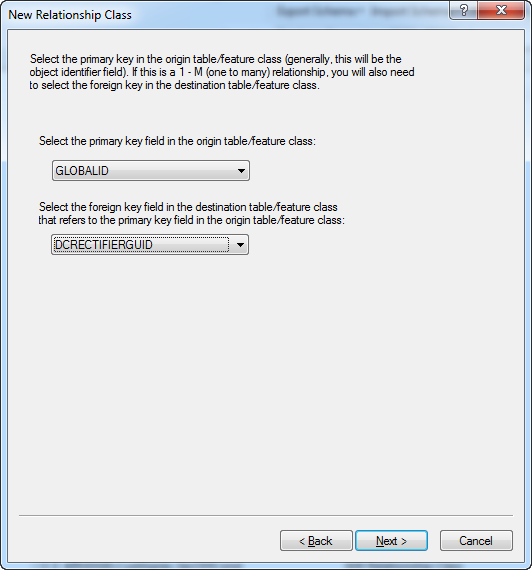 New Relationship Class
Select the primary key in the origin table/feature class (generally, this will be the
object identifier field). If this is a 1 - M (one to many) relationship, you will also need
to select the foreign key in the destination table/feature class.
Select the primary key field in the origin table/feature class:
GLOBALID
Select the foreign key field in the destination table/feature class
that refers to the primary key field in the origin table/feature class:
DCRECTIFIERGUID
< Back
Next >
Cancel